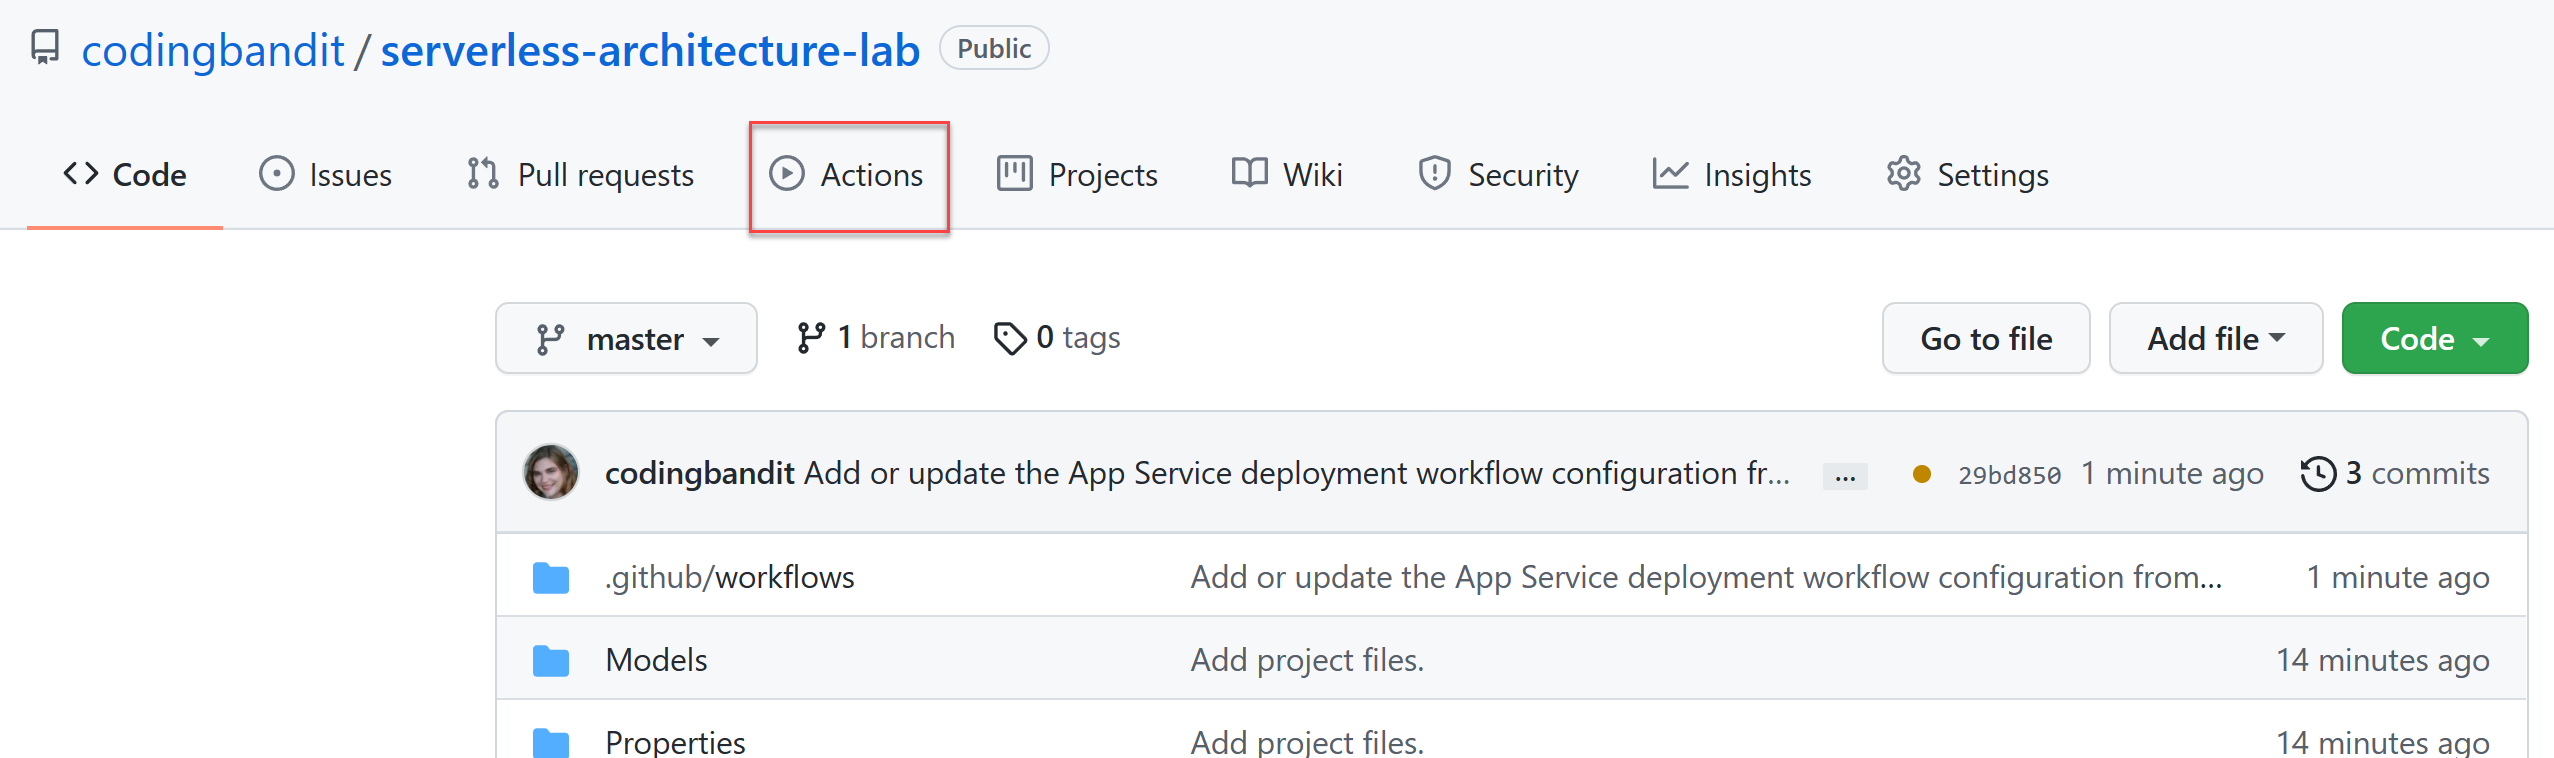 codingbandit / serverless-architecture-lab Public
Code Issues Pull requests Actions Projects Wiki Security Insights Settings
master 1 branch 0 tags Go to file Add file Code
codingbandit Add or update the App Service deployment workflow configuration fr... ... 29bd850 1 minute ago 3 commits
.github/workflows Add or update the App Service deployment workflow configuration from... 1 minute ago
Models Add project files. 14 minutes ago
Properties Add project files. 14 minutes ago